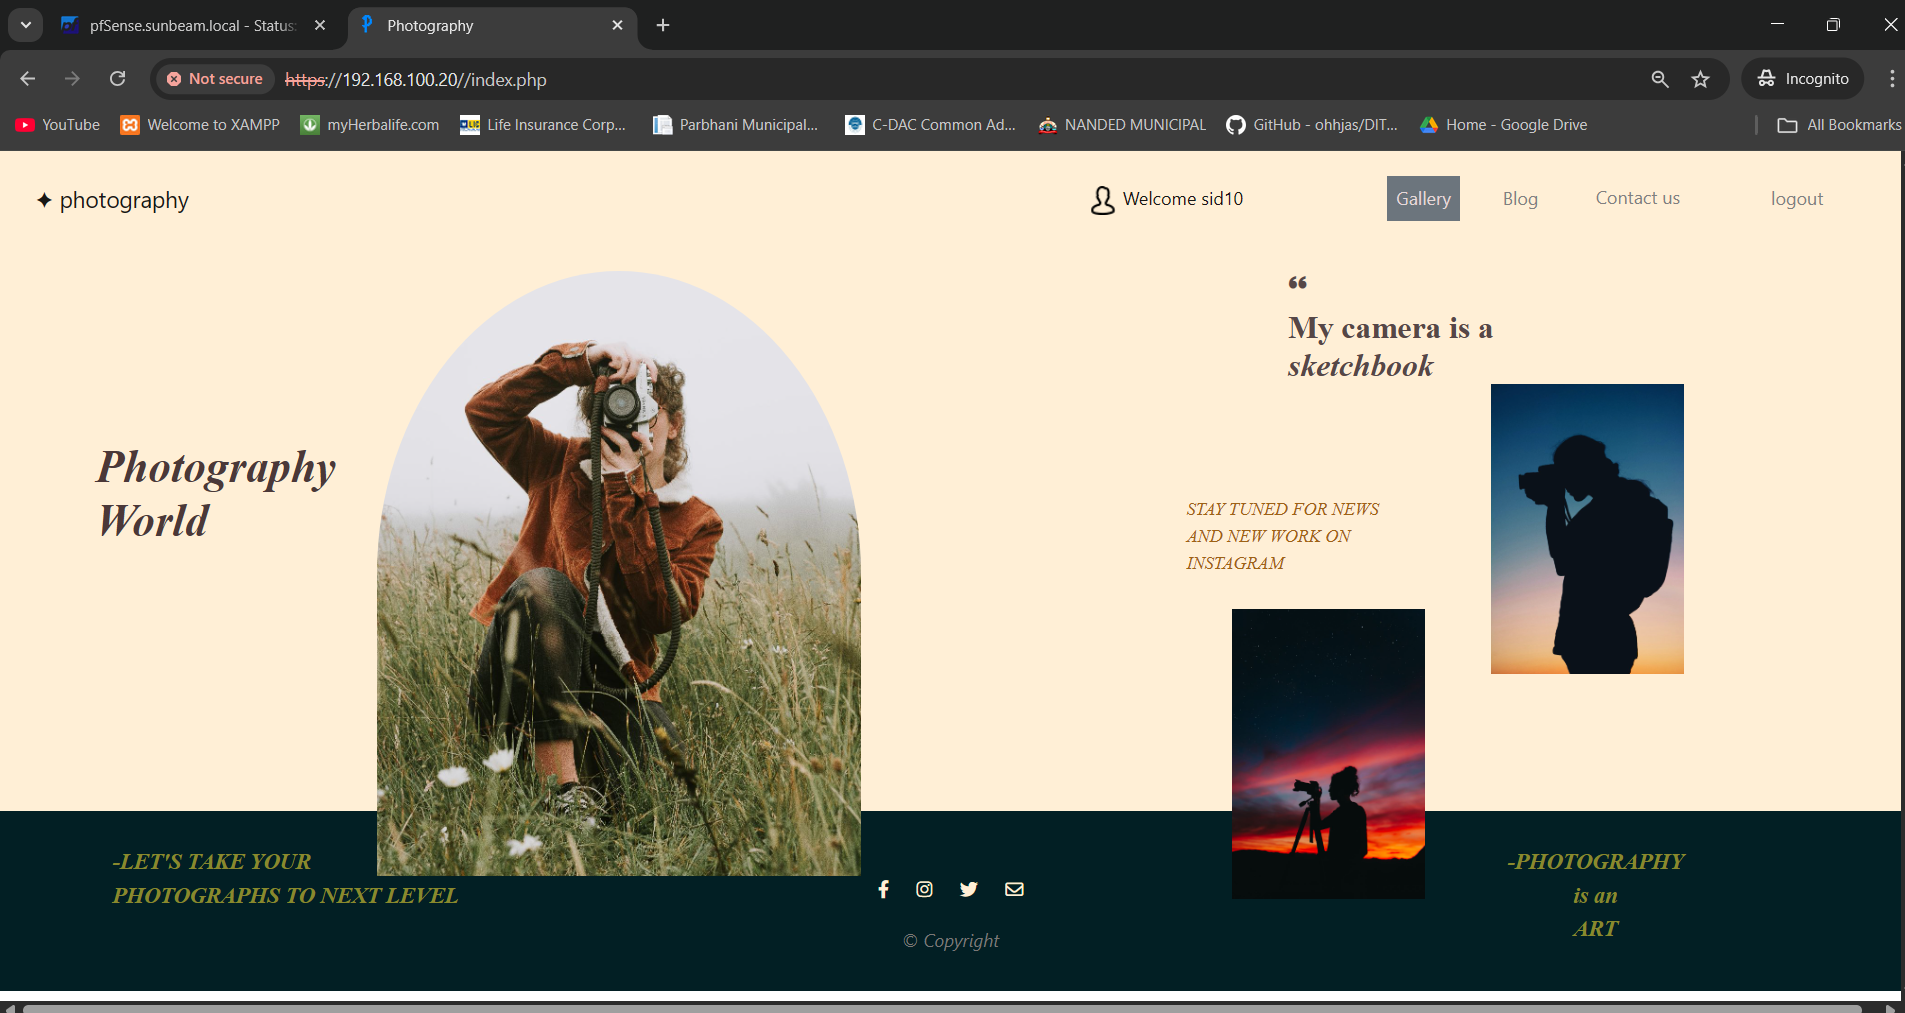 pfSense.sunbeam.local - Status:
Photography
Not secure
https://192.168.100.20//index.php
Incognito
YouTube
Welcome to XAMPP
myHerbalife.com
Life Insurance Corp...
Parbhani Municipal...
C-DAC Common Ad...
NANDED MUNICIPAL
GitHub - ohhjas/DIT...
Home - Google Drive
All Bookmarks
✦ photography
Welcome sid10
Gallery
Blog
Contact us
logout
Photography
World
❝
My camera is a
sketchbook
STAY TUNED FOR NEWS
AND NEW WORK ON
INSTAGRAM
-LET'S TAKE YOUR
PHOTOGRAPHS TO NEXT LEVEL
© Copyright
-PHOTOGRAPHY
is an
ART